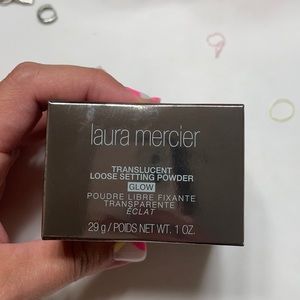 laura mercier
TRANSLUCENT
LOOSE SETTING POWDER
GLOW
POUDRE LIBRE FIXANTE
TRANSPARENTE
ÉCLAT
29 g / POIDS NET WT. 1 OZ.